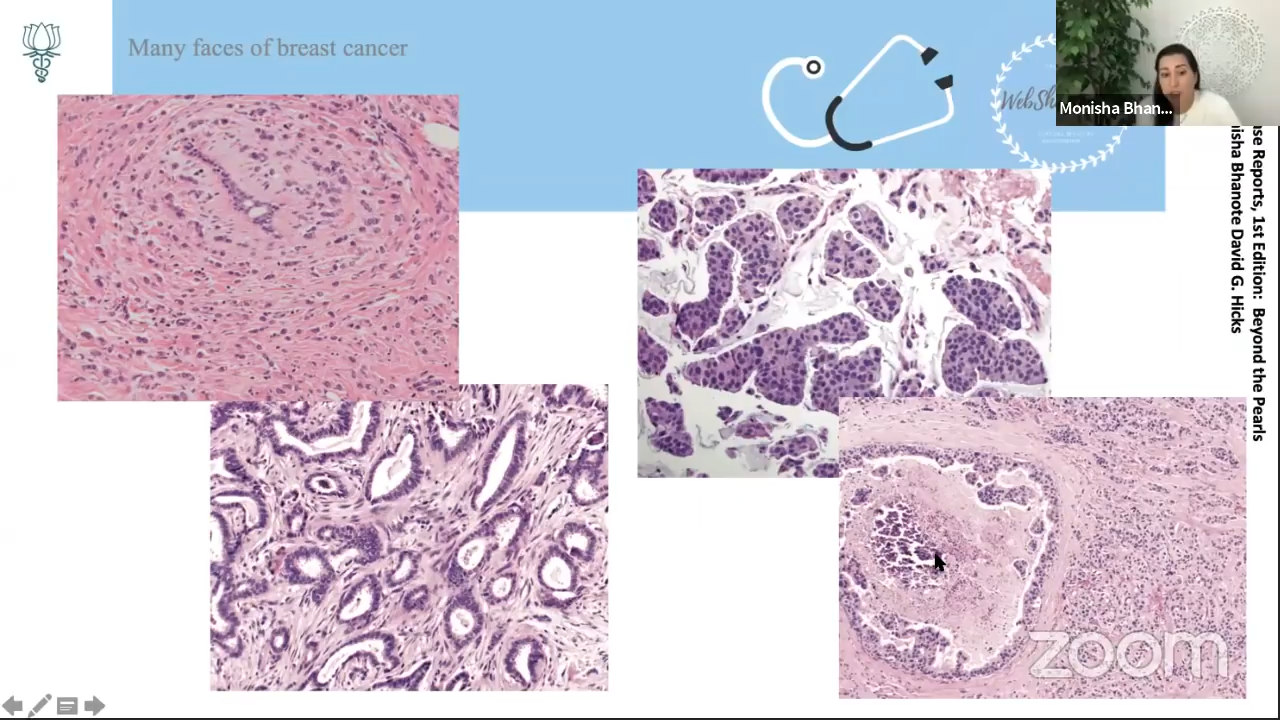 Many faces of breast cancer
WebSh
Monisha Bhan...
se Reports, 1st Edition: Beyond the Pearls
isha Bhanote David G. Hicks
zoom